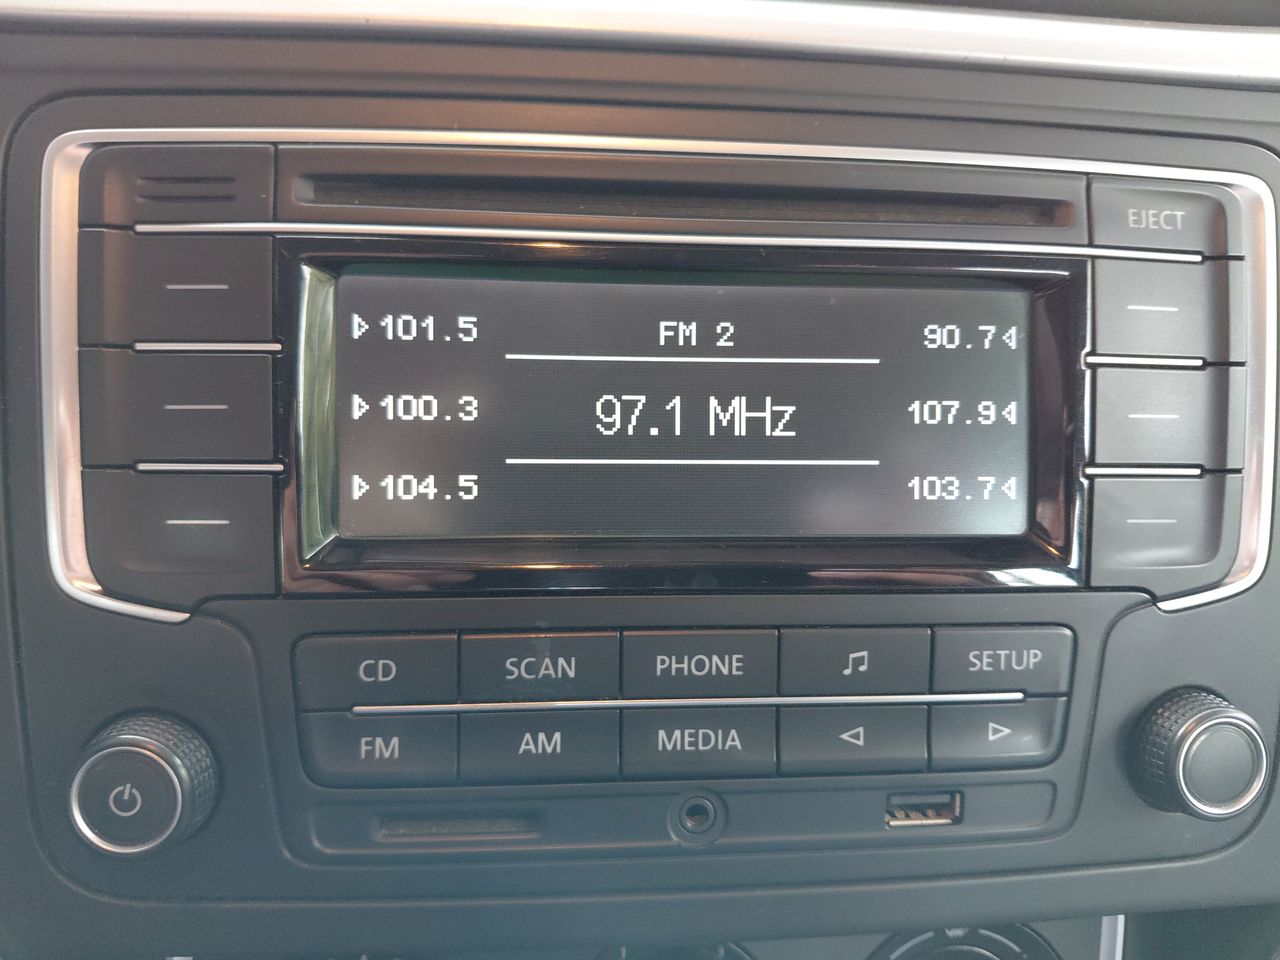 EJECT
101.5 FM 2 90.7
100.3 97.1 MHz 107.9
104.5 103.7
CD SCAN PHONE SETUP
FM AM MEDIA